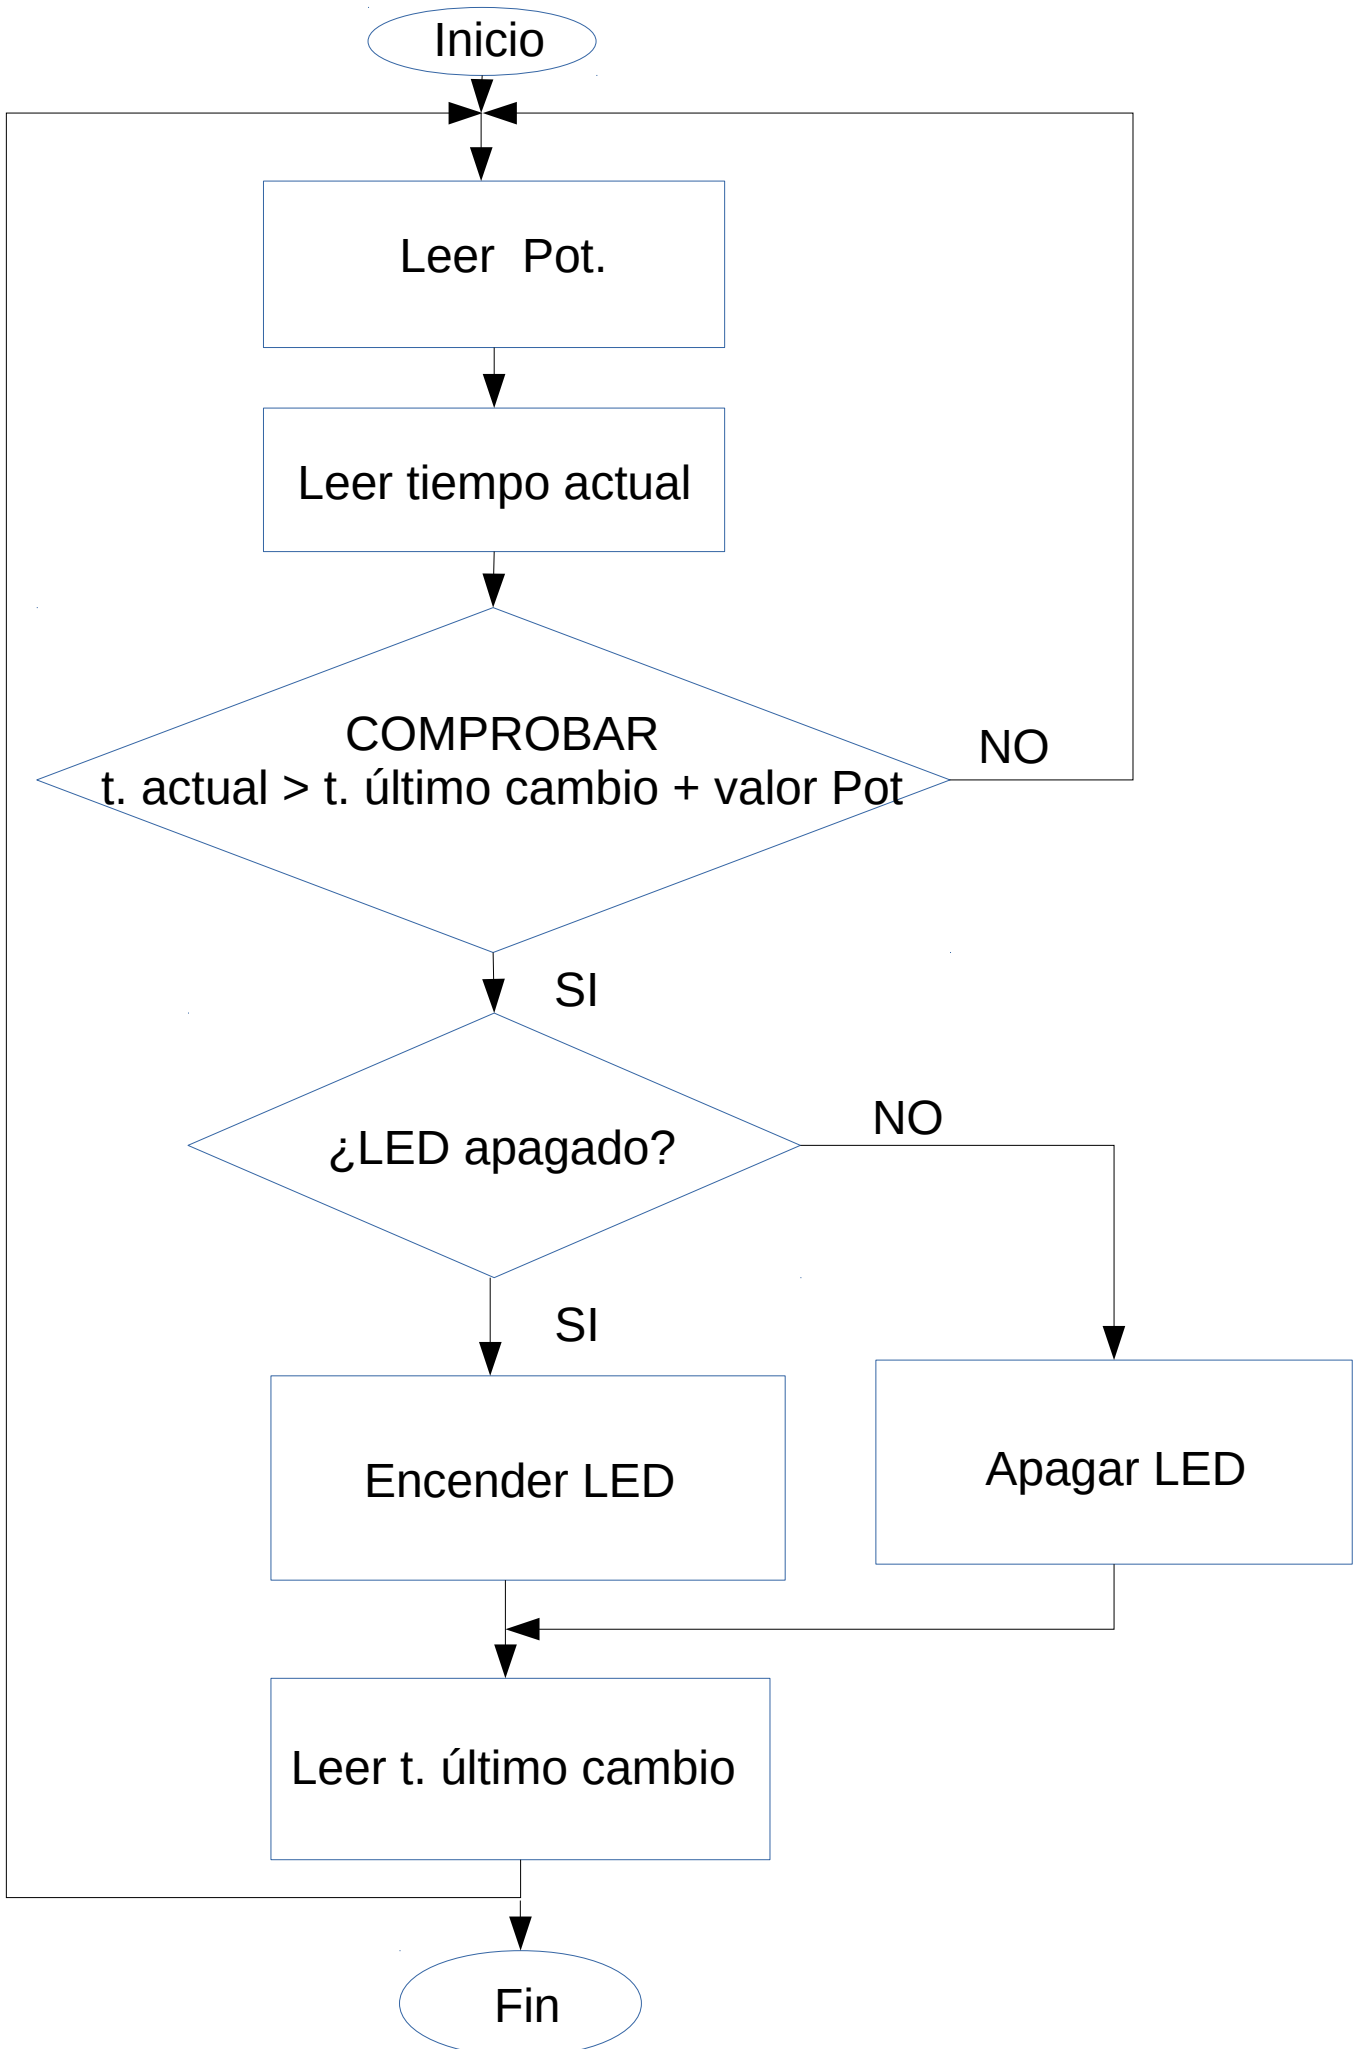 Inicio
Leer  Pot.
Leer tiempo actual
COMPROBAR
t. actual > t. último cambio + valor Pot
NO
SI
¿LED apagado?
NO
SI
Encender LED
Apagar LED
Leer t. último cambio
Fin